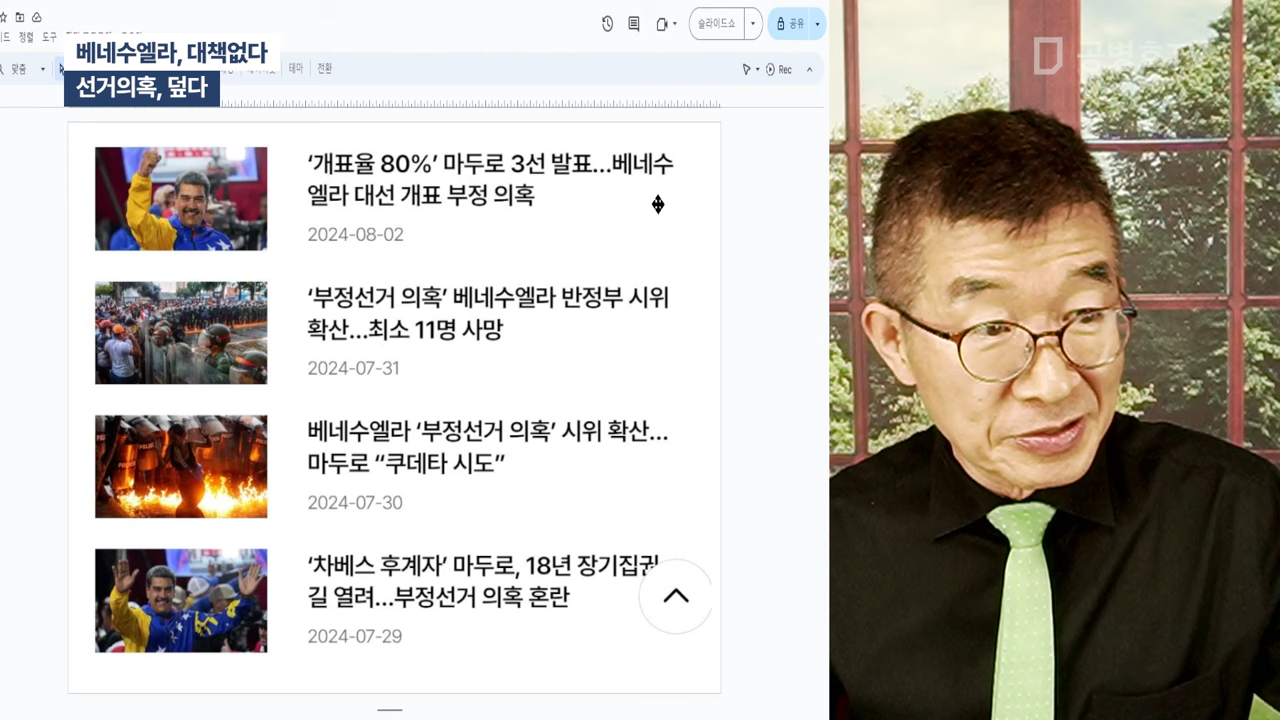 슬라이드쇼
공유
정렬 도구
베네수엘라, 대책없다
맞춤
테마
전환
Rec
선거의혹, 덮다
‘개표율 80%’ 마두로 3선 발표...베네수
엘라 대선 개표 부정 의혹
2024-08-02
‘부정선거 의혹’ 베네수엘라 반정부 시위
확산...최소 11명 사망
2024-07-31
베네수엘라 ‘부정선거 의혹’ 시위 확산...
마두로 “쿠데타 시도”
2024-07-30
‘차베스 후계자’ 마두로, 18년 장기집권
길 열려...부정선거 의혹 혼란
2024-07-29